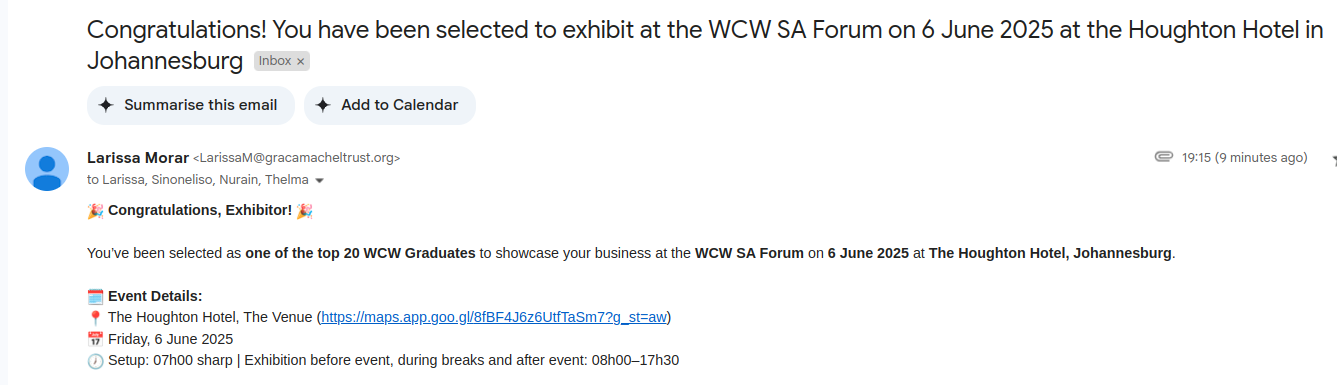 Congratulations! You have been selected to exhibit at the WCW SA Forum on 6 June 2025 at the Houghton Hotel in
Johannesburg Inbox ×
Summarise this email Add to Calendar
Larissa Morar <LarissaM@gracamacheltrust.org> 19:15 (9 minutes ago)
to Larissa, Sinoneliso, Nurain, Thelma
🎉 Congratulations, Exhibitor! 🎉
You've been selected as one of the top 20 WCW Graduates to showcase your business at the WCW SA Forum on 6 June 2025 at The Houghton Hotel, Johannesburg.
🗓️ Event Details:
📍 The Houghton Hotel, The Venue (https://maps.app.goo.gl/8fBF4J6z6UtfTaSm7?g_st=aw)
📅 Friday, 6 June 2025
🕖 Setup: 07h00 sharp | Exhibition before event, during breaks and after event: 08h00–17h30